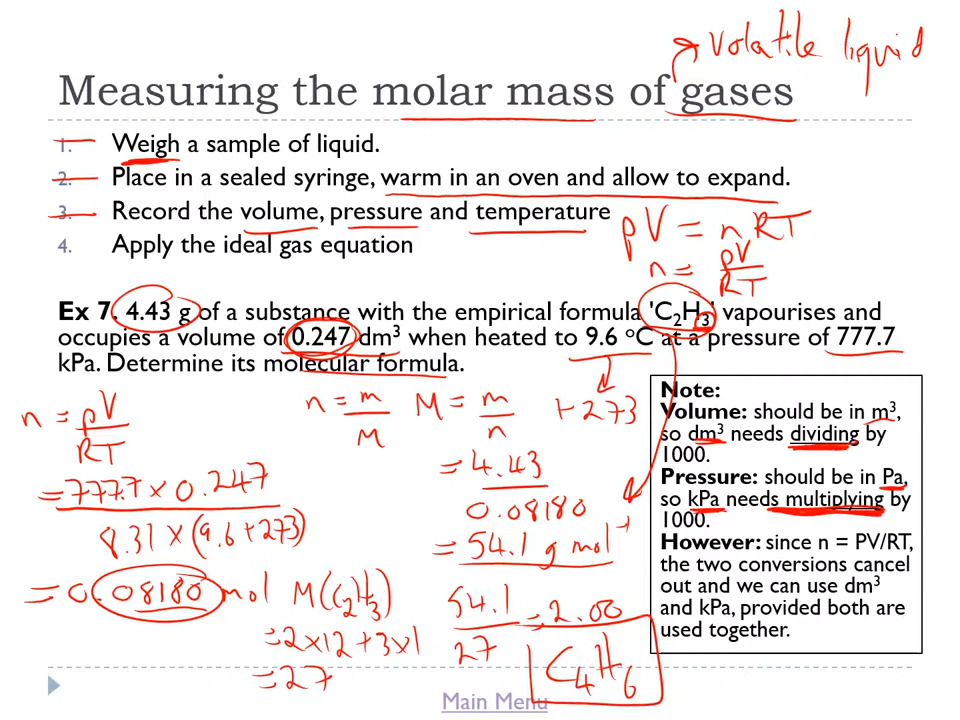 → volatile liquid
Measuring the molar mass of gases
1. Weigh a sample of liquid.
2. Place in a sealed syringe, warm in an oven and allow to expand.
3. Record the volume, pressure and temperature
4. Apply the ideal gas equation
pV = nRT
n = pV/RT
Ex 7. 4.43 g of a substance with the empirical formula 'C₂H₃' vapourises and
occupies a volume of 0.247 dm³ when heated to 9.6 °C at a pressure of 777.7
kPa. Determine its molecular formula.
+273
n = pV/RT
= 777.7 × 0.247 / 8.31 × (9.6+273)
= 0.08180 mol
n = m/M
M = m/n
= 4.43/0.08180
= 54.1 g mol⁻¹
M(C₂H₃)
= 2×12 + 3×1
= 27
54.1/27 = 2.00
C₄H₆
Note:
Volume: should be in m³,
so dm³ needs dividing by
1000.
Pressure: should be in Pa,
so kPa needs multiplying by
1000.
However: since n = PV/RT,
the two conversions cancel
out and we can use dm³
and kPa, provided both are
used together.
Main Menu